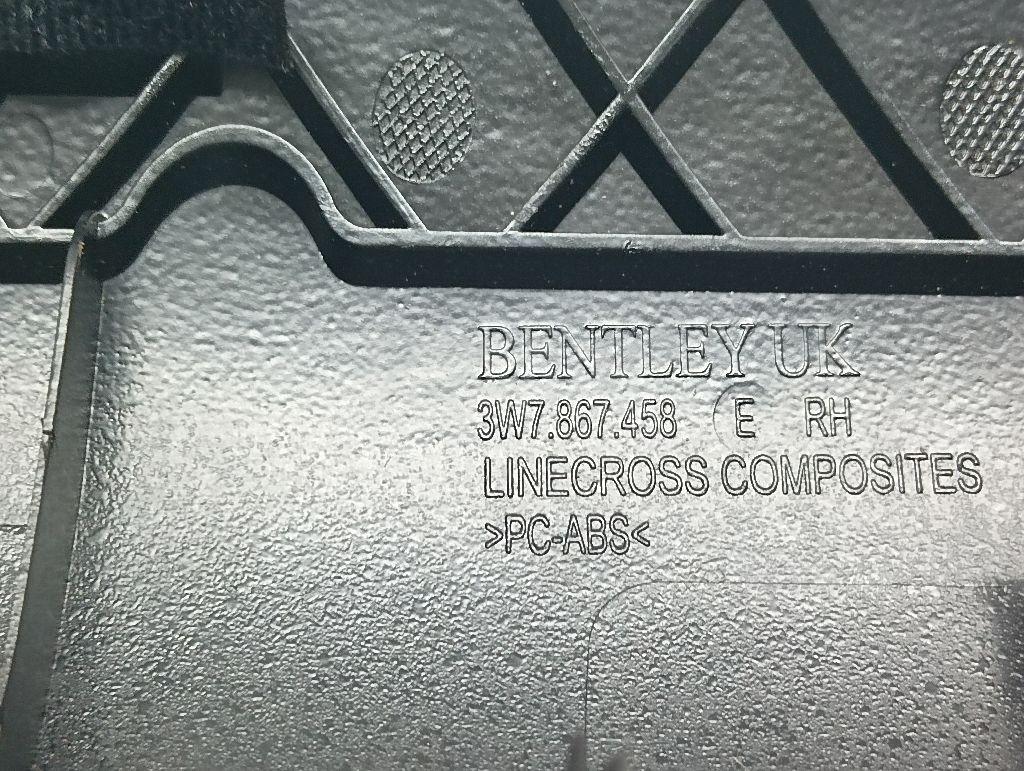 BENTLEY UK
3W7.867.458 E RH
LINECROSS COMPOSITES
>PC-ABS<